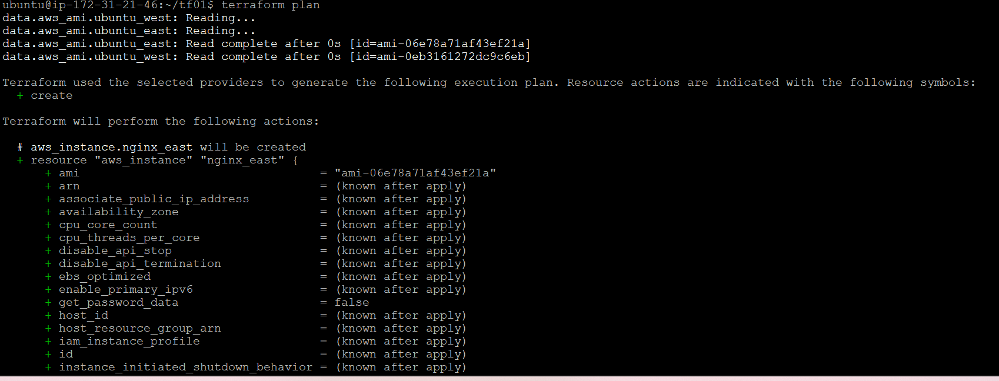 ubuntu@ip-172-31-21-46:~/tf01$ terraform plan
data.aws_ami.ubuntu_west: Reading...
data.aws_ami.ubuntu_east: Reading...
data.aws_ami.ubuntu_east: Read complete after 0s [id=ami-06e78a71af43ef21a]
data.aws_ami.ubuntu_west: Read complete after 0s [id=ami-0eb3161272dc9c6eb]
Terraform used the selected providers to generate the following execution plan. Resource actions are indicated with the following symbols:
+ create
Terraform will perform the following actions:
# aws_instance.nginx_east will be created
+ resource "aws_instance" "nginx_east" {
+ ami = "ami-06e78a71af43ef21a"
+ arn = (known after apply)
+ associate_public_ip_address = (known after apply)
+ availability_zone = (known after apply)
+ cpu_core_count = (known after apply)
+ cpu_threads_per_core = (known after apply)
+ disable_api_stop = (known after apply)
+ disable_api_termination = (known after apply)
+ ebs_optimized = (known after apply)
+ enable_primary_ipv6 = (known after apply)
+ get_password_data = false
+ host_id = (known after apply)
+ host_resource_group_arn = (known after apply)
+ iam_instance_profile = (known after apply)
+ id = (known after apply)
+ instance_initiated_shutdown_behavior = (known after apply)